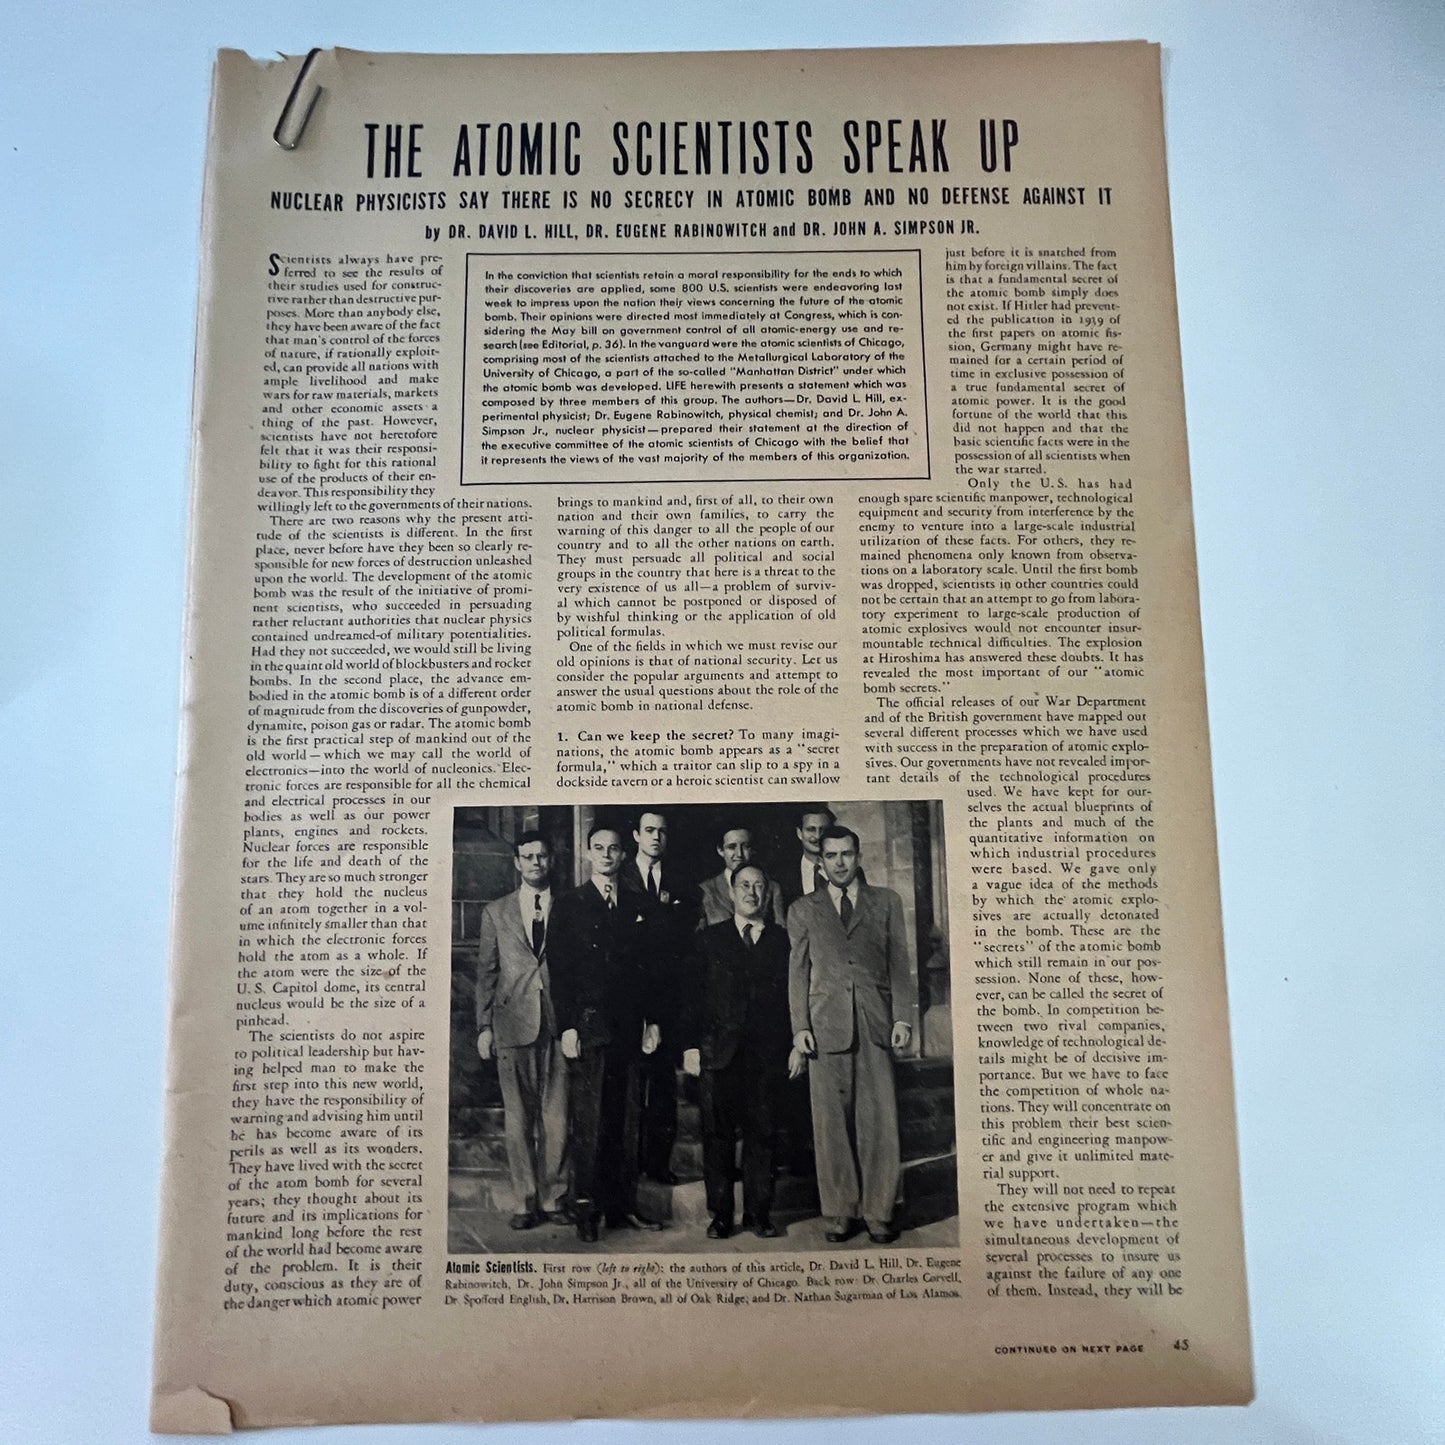 THE ATOMIC SCIENTISTS SPEAK UP
NUCLEAR PHYSICISTS SAY THERE IS NO SECRECY IN ATOMIC BOMB AND NO DEFENSE AGAINST IT
by DR. DAVID L. HILL, DR. EUGENE RABINOWITCH and DR. JOHN A. SIMPSON JR.
Scientists always have pre-
ferred to see the results of
their studies used for construc-
tive rather than destructive pur-
poses. More than anybody else,
they have been aware of the fact
that man's control of the forces
of nature, if rationally exploit-
ed, can provide all nations with
ample livelihood and make
wars for raw materials, markets
and other economic assets a
thing of the past. However,
scientists have not heretofore
felt that it was their responsi-
bility to fight for this rational
use of the products of their en-
deavor. This responsibility they
willingly left to the governments of their nations.
There are two reasons why the present atti-
tude of the scientists is different. In the first
place, never before have they been so clearly re-
sponsible for new forces of destruction unleashed
upon the world. The development of the atomic
bomb was the result of the initiative of promi-
nent scientists, who succeeded in persuading
rather reluctant authorities that nuclear physics
contained undreamed-of military potentialities.
Had they not succeeded, we would still be living
in the quaint old world of blockbusters and rocket
bombs. In the second place, the advance em-
bodied in the atomic bomb is of a different order
of magnitude from the discoveries of gunpowder,
dynamite, poison gas or radar. The atomic bomb
is the first practical step of mankind out of the
old world—which we may call the world of
electronics—into the world of nucleonics. Elec-
tronic forces are responsible for all the chemical
and electrical processes in our
bodies as well as our power
plants, engines and rockets.
Nuclear forces are responsible
for the life and death of the
stars. They are so much stronger
that they hold the nucleus
of an atom together in a vol-
ume infinitely smaller than that
in which the electronic forces
hold the atom as a whole. If
the atom were the size of the
U. S. Capitol dome, its central
nucleus would be the size of a
pinhead.
The scientists do not aspire
to political leadership but hav-
ing helped man to make the
first step into this new world,
they have the responsibility of
warning and advising him until
he has become aware of its
perils as well as its wonders.
They have lived with the secret
of the atom bomb for several
years; they thought about its
future and its implications for
mankind long before the rest
of the world had become aware
of the problem. It is their
duty, conscious as they are of
the danger which atomic power
In the conviction that scientists retain a moral responsibility for the ends to which
their discoveries are applied, some 800 U.S. scientists were endeavoring last
week to impress upon the nation their views concerning the future of the atomic
bomb. Their opinions were directed most immediately at Congress, which is con-
sidering the May bill on government control of all atomic-energy use and re-
search (see Editorial, p. 36). In the vanguard were the atomic scientists of Chicago,
comprising most of the scientists attached to the Metallurgical Laboratory of the
University of Chicago, a part of the so-called "Manhattan District" under which
the atomic bomb was developed. LIFE herewith presents a statement which was
composed by three members of this group. The authors—Dr. David L. Hill, ex-
perimental physicist; Dr. Eugene Rabinowitch, physical chemist; and Dr. John A.
Simpson Jr., nuclear physicist—prepared their statement at the direction of
the executive committee of the atomic scientists of Chicago with the belief that
it represents the views of the vast majority of the members of this organization.
brings to mankind and, first of all, to their own
nation and their own families, to carry the
warning of this danger to all the people of our
country and to all the other nations on earth.
They must persuade all political and social
groups in the country that here is a threat to the
very existence of us all—a problem of surviv-
al which cannot be postponed or disposed of
by wishful thinking or the application of old
political formulas.
One of the fields in which we must revise our
old opinions is that of national security. Let us
consider the popular arguments and attempt to
answer the usual questions about the role of the
atomic bomb in national defense.
1. Can we keep the secret? To many imagi-
nations, the atomic bomb appears as a "secret
formula," which a traitor can slip to a spy in a
dockside tavern or a heroic scientist can swallow
just before it is snatched from
him by foreign villains. The fact
is that a fundamental secret of
the atomic bomb simply does
not exist. If Hitler had prevent-
ed the publication in 1939 of
the first papers on atomic fis-
sion, Germany might have re-
mained for a certain period of
time in exclusive possession of
a true fundamental secret of
atomic power. It is the good
fortune of the world that this
did not happen and that the
basic scientific facts were in the
possession of all scientists when
the war started.
Only the U.S. has had
enough spare scientific manpower, technological
equipment and security from interference by the
enemy to venture into a large-scale industrial
utilization of these facts. For others, they re-
mained phenomena only known from observa-
tions on a laboratory scale. Until the first bomb
was dropped, scientists in other countries could
not be certain that an attempt to go from labora-
tory experiment to large-scale production of
atomic explosives would not encounter insur-
mountable technical difficulties. The explosion
at Hiroshima has answered these doubts. It has
revealed the most important of our "atomic
bomb secrets."
The official releases of our War Department
and of the British government have mapped out
several different processes which we have used
with success in the preparation of atomic explo-
sives. Our governments have not revealed impor-
tant details of the technological procedures
used. We have kept for our-
selves the actual blueprints of
the plants and much of the
quantitative information on
which industrial procedures
were based. We gave only
a vague idea of the methods
by which the atomic explo-
sives are actually detonated
in the bomb. These are the
"secrets" of the atomic bomb
which still remain in our pos-
session. None of these, how-
ever, can be called the secret of
the bomb. In competition be-
tween two rival companies,
knowledge of technological de-
tails might be of decisive im-
portance. But we have to face
the competition of whole na-
tions. They will concentrate on
this problem their best scien-
tific and engineering manpow-
er and give it unlimited mate-
rial support.
They will not need to repeat
the extensive program which
we have undertaken—the
simultaneous development of
several processes to insure us
against the failure of any one
of them. Instead, they will be
Atomic Scientists. First row (left to right): the authors of this article, Dr. David L. Hill, Dr. Eugene
Rabinowitch, Dr. John Simpson Jr., all of the University of Chicago. Back row: Dr. Charles Coryell,
Dr. Spofford English, Dr. Harrison Brown, all of Oak Ridge; and Dr. Nathan Sugarman of Los Alamos.
CONTINUED ON NEXT PAGE 45